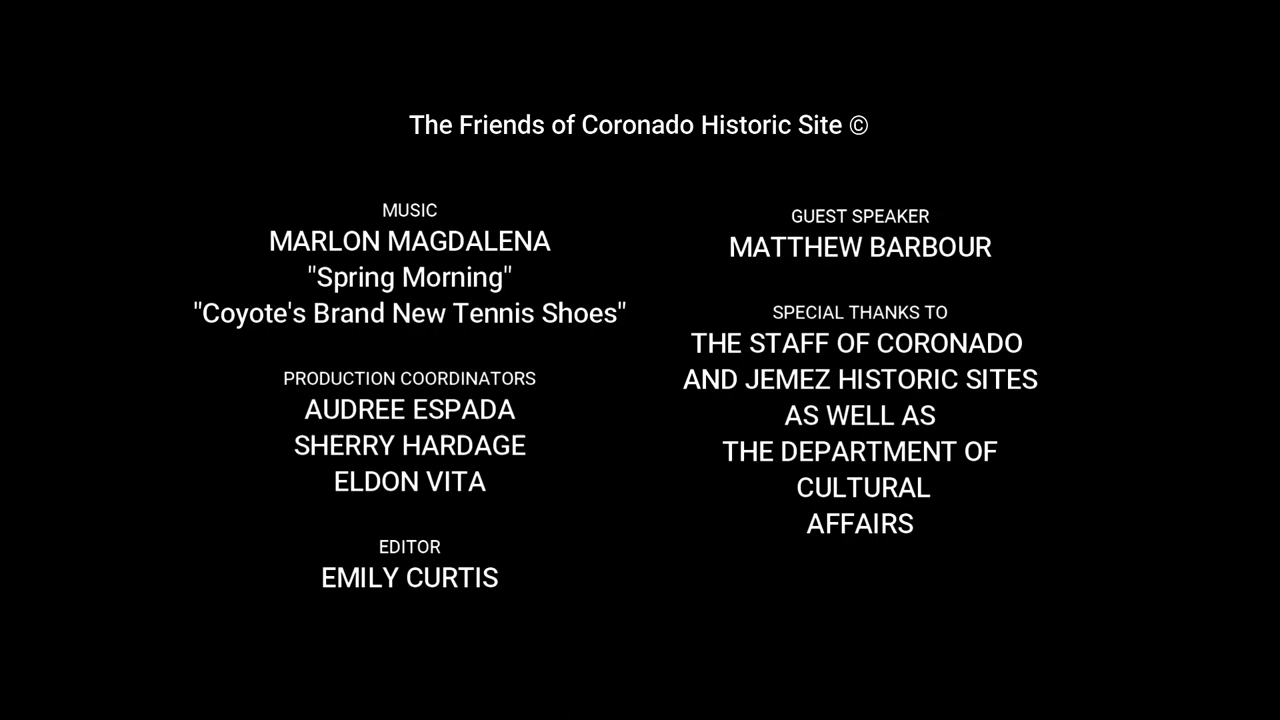 The Friends of Coronado Historic Site ©
MUSIC
MARLON MAGDALENA
"Spring Morning"
"Coyote's Brand New Tennis Shoes"
PRODUCTION COORDINATORS
AUDREE ESPADA
SHERRY HARDAGE
ELDON VITA
EDITOR
EMILY CURTIS
GUEST SPEAKER
MATTHEW BARBOUR
SPECIAL THANKS TO
THE STAFF OF CORONADO
AND JEMEZ HISTORIC SITES
AS WELL AS
THE DEPARTMENT OF
CULTURAL
AFFAIRS